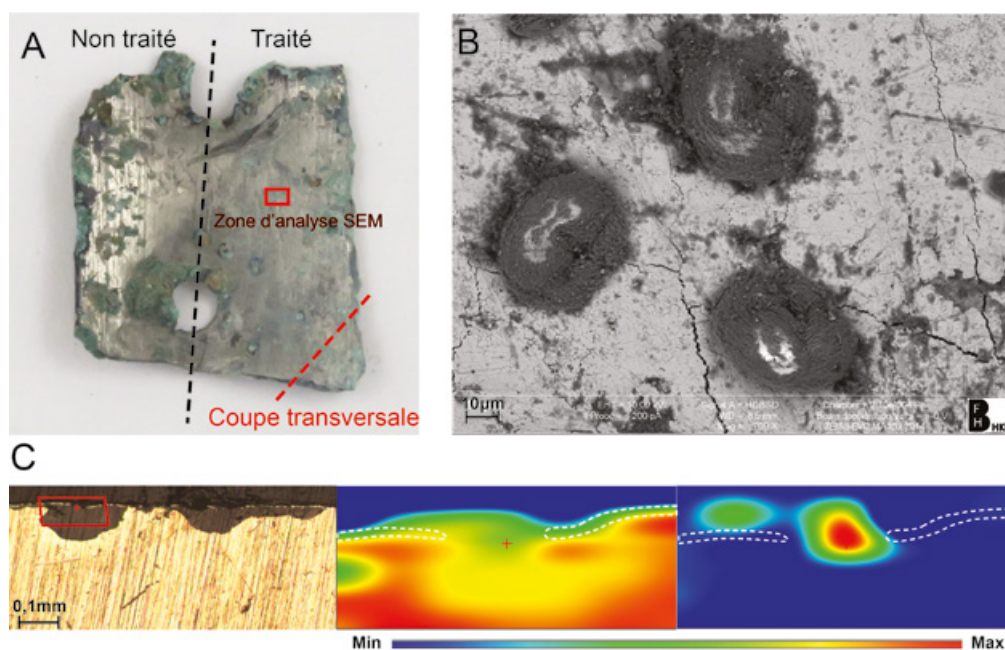 A
Non traité
Traité
Zone d'analyse SEM
Coupe transversale
B
10µm
C
0,1mm
Min
Max